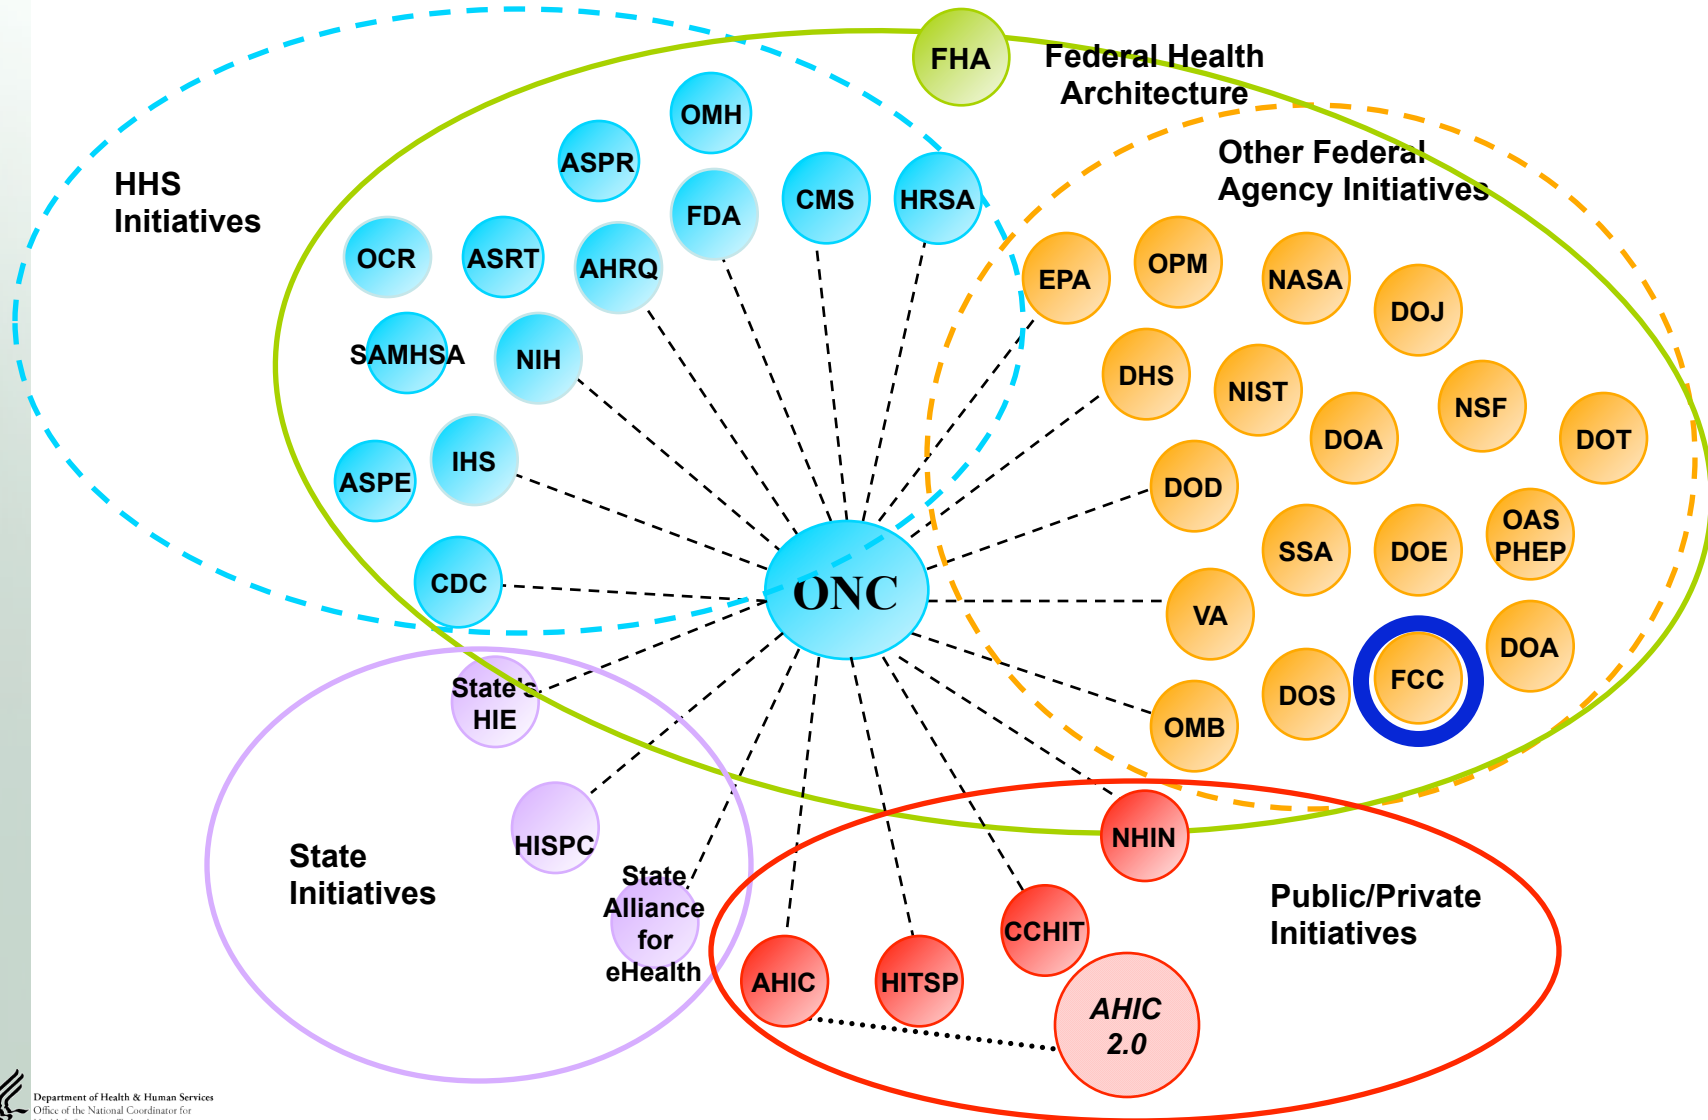 FHA
Federal Health
Architecture
OMH
ASPR
Other Federal
Agency Initiatives
HHS
Initiatives
FDA
CMS
HRSA
OCR
ASRT
AHRQ
EPA
OPM
NASA
DOJ
SAMHSA
NIH
DHS
NIST
NSF
DOA
DOT
ASPE
IHS
DOD
OAS
PHEP
SSA
DOE
CDC
ONC
VA
DOA
State's
HIE
FCC
DOS
OMB
HISPC
NHIN
State
Initiatives
State
Alliance
for
eHealth
Public/Private
Initiatives
CCHIT
AHIC
HITSP
AHIC
2.0
Department of Health & Human Services
Office of the National Coordinator for